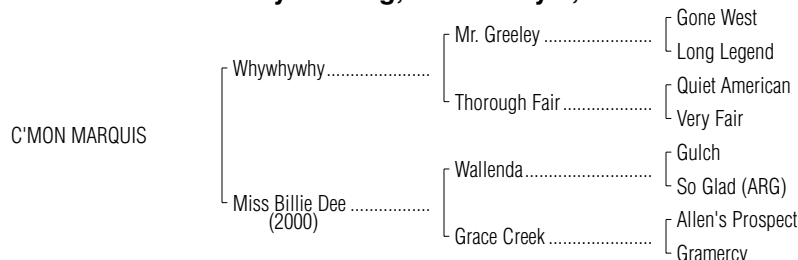 Gone West
Mr. Greeley
Long Legend
Whywhywhy
Quiet American
Thorough Fair
Very Fair
C'MON MARQUIS
Gulch
Wallenda
So Glad (ARG)
Miss Billie Dee
(2000)
Allen's Prospect
Grace Creek
Gramercy